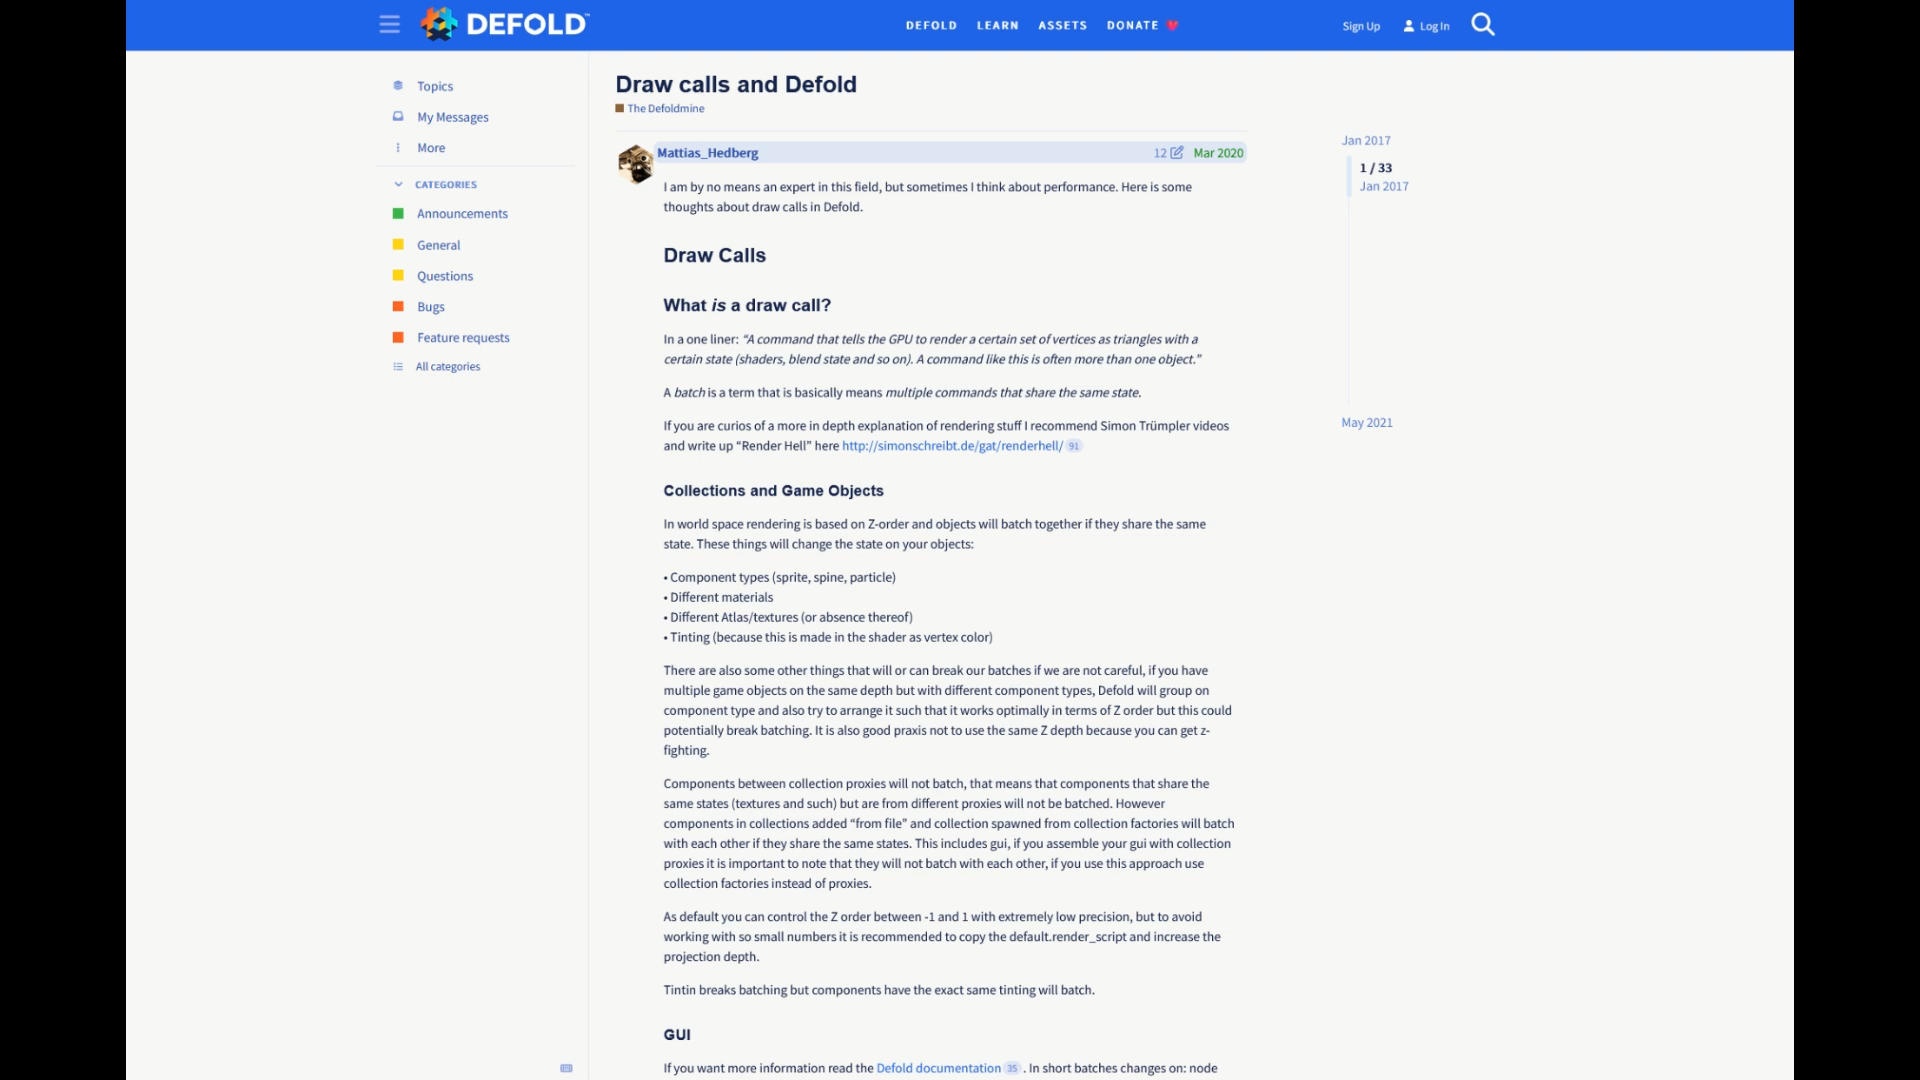 DEFOLD™
DEFOLD LEARN ASSETS DONATE
Sign Up Log In
Topics
My Messages
More
CATEGORIES
Announcements
General
Questions
Bugs
Feature requests
All categories
Draw calls and Defold
The Defoldmine
Mattias_Hedberg 12 Mar 2020
I am by no means an expert in this field, but sometimes I think about performance. Here is some
thoughts about draw calls in Defold.
Draw Calls
What is a draw call?
In a one liner: “A command that tells the GPU to render a certain set of vertices as triangles with a
certain state (shaders, blend state and so on). A command like this is often more than one object.”
A batch is a term that is basically means multiple commands that share the same state.
If you are curios of a more in depth explanation of rendering stuff I recommend Simon Trümpler videos
and write up “Render Hell” here http://simonschreibt.de/gat/renderhell/ 91
Collections and Game Objects
In world space rendering is based on Z-order and objects will batch together if they share the same
state. These things will change the state on your objects:
• Component types (sprite, spine, particle)
• Different materials
• Different Atlas/textures (or absence thereof)
• Tinting (because this is made in the shader as vertex color)
There are also some other things that will or can break our batches if we are not careful, if you have
multiple game objects on the same depth but with different component types, Defold will group on
component type and also try to arrange it such that it works optimally in terms of Z order but this could
potentially break batching. It is also good praxis not to use the same Z depth because you can get z-
fighting.
Components between collection proxies will not batch, that means that components that share the
same states (textures and such) but are from different proxies will not be batched. However
components in collections added “from file” and collection spawned from collection factories will batch
with each other if they share the same states. This includes gui, if you assemble your gui with collection
proxies it is important to note that they will not batch with each other, if you use this approach use
collection factories instead of proxies.
As default you can control the Z order between -1 and 1 with extremely low precision, but to avoid
working with so small numbers it is recommended to copy the default.render_script and increase the
projection depth.
Tintin breaks batching but components have the exact same tinting will batch.
GUI
If you want more information read the Defold documentation 35 . In short batches changes on: node
Jan 2017
1 / 33
Jan 2017
May 2021